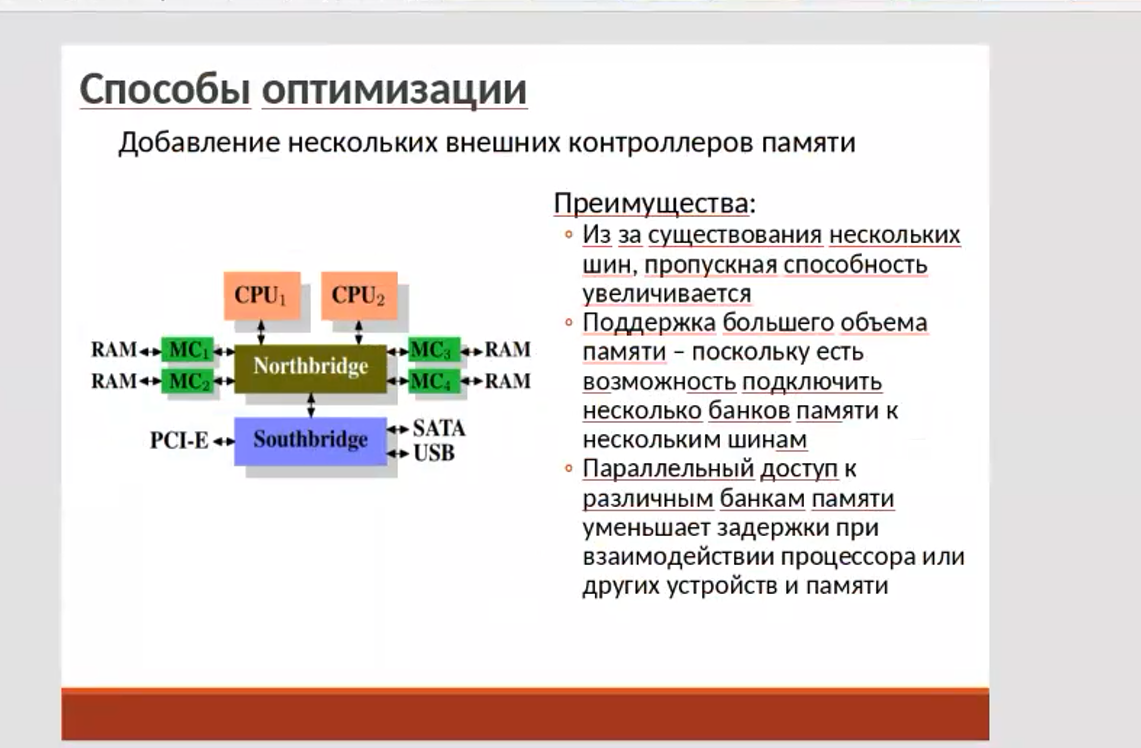 Способы оптимизации
Добавление нескольких внешних контроллеров памяти
CPU₁ CPU₂
RAM MC₁ Northbridge MC₃ RAM
RAM MC₂ MC₄ RAM
PCI-E Southbridge SATA
USB
Преимущества:
Из за существования нескольких
шин, пропускная способность
увеличивается
Поддержка большего объема
памяти – поскольку есть
возможность подключить
несколько банков памяти к
нескольким шинам
Параллельный доступ к
различным банкам памяти
уменьшает задержки при
взаимодействии процессора или
других устройств и памяти